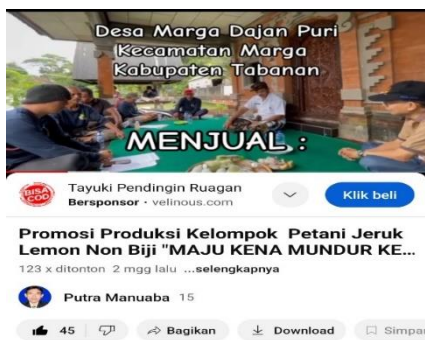 Desa Marga Dajan Puri
Kecamatan Marga
Kabupaten Tabanan
MENJUAL :
BISA
COD
Tayuki Pendingin Ruagan
Bersponsor · velinous.com
Klik beli
Promosi Produksi Kelompok Petani Jeruk
Lemon Non Biji "MAJU KENA MUNDUR KE...
123 x ditonton 2 mgg lalu ...selengkapnya
Putra Manuaba 15
45
Bagikan
Download
Simpa